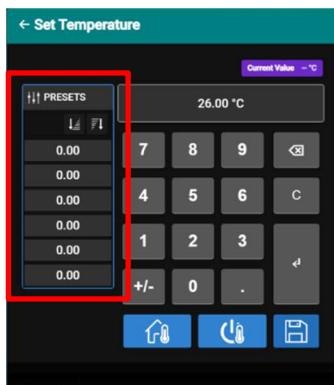 ← Set Temperature
Current Value -- °C
PRESETS
26.00 °C
0.00
0.00
0.00
0.00
0.00
0.00
7 8 9
4 5 6 C
1 2 3
+/- 0 .